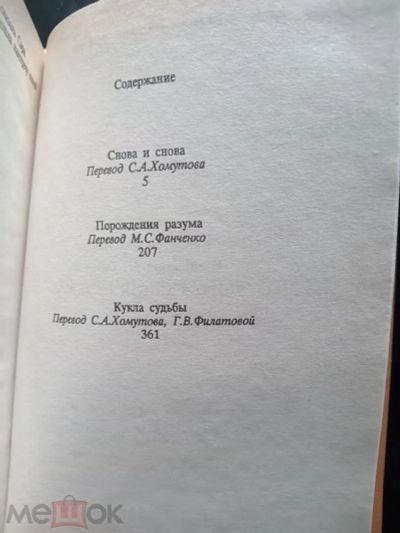 Содержание
Снова и снова
Перевод С.А.Хомутова
5
Порождения разума
Перевод М.С.Фанченко
207
Кукла судьбы
Перевод С.А.Хомутова, Г.В.Филатовой
361
мешок